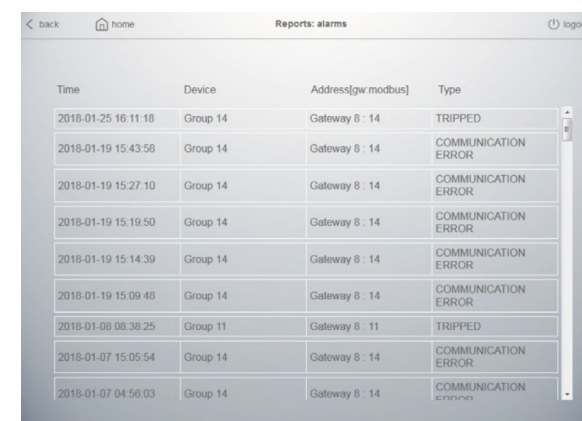 back home Reports: alarms logo
Time Device Address[gw:modbus] Type
2018-01-25 16:11:18 Group 14 Gateway 8 : 14 TRIPPED
2018-01-19 15:43:58 Group 14 Gateway 8 : 14 COMMUNICATION
ERROR
2018-01-19 15:27:10 Group 14 Gateway 8 : 14 COMMUNICATION
ERROR
2018-01-19 15:19:50 Group 14 Gateway 8 : 14 COMMUNICATION
ERROR
2018-01-19 15:14:39 Group 14 Gateway 8 : 14 COMMUNICATION
ERROR
2018-01-19 15:09:48 Group 14 Gateway 8 : 14 COMMUNICATION
ERROR
2018-01-08 08:38:25 Group 11 Gateway 8 : 11 TRIPPED
2018-01-07 15:05:54 Group 14 Gateway 8 : 14 COMMUNICATION
ERROR
2018-01-07 04:56:03 Group 14 Gateway 8 : 14 COMMUNICATION
ERROR